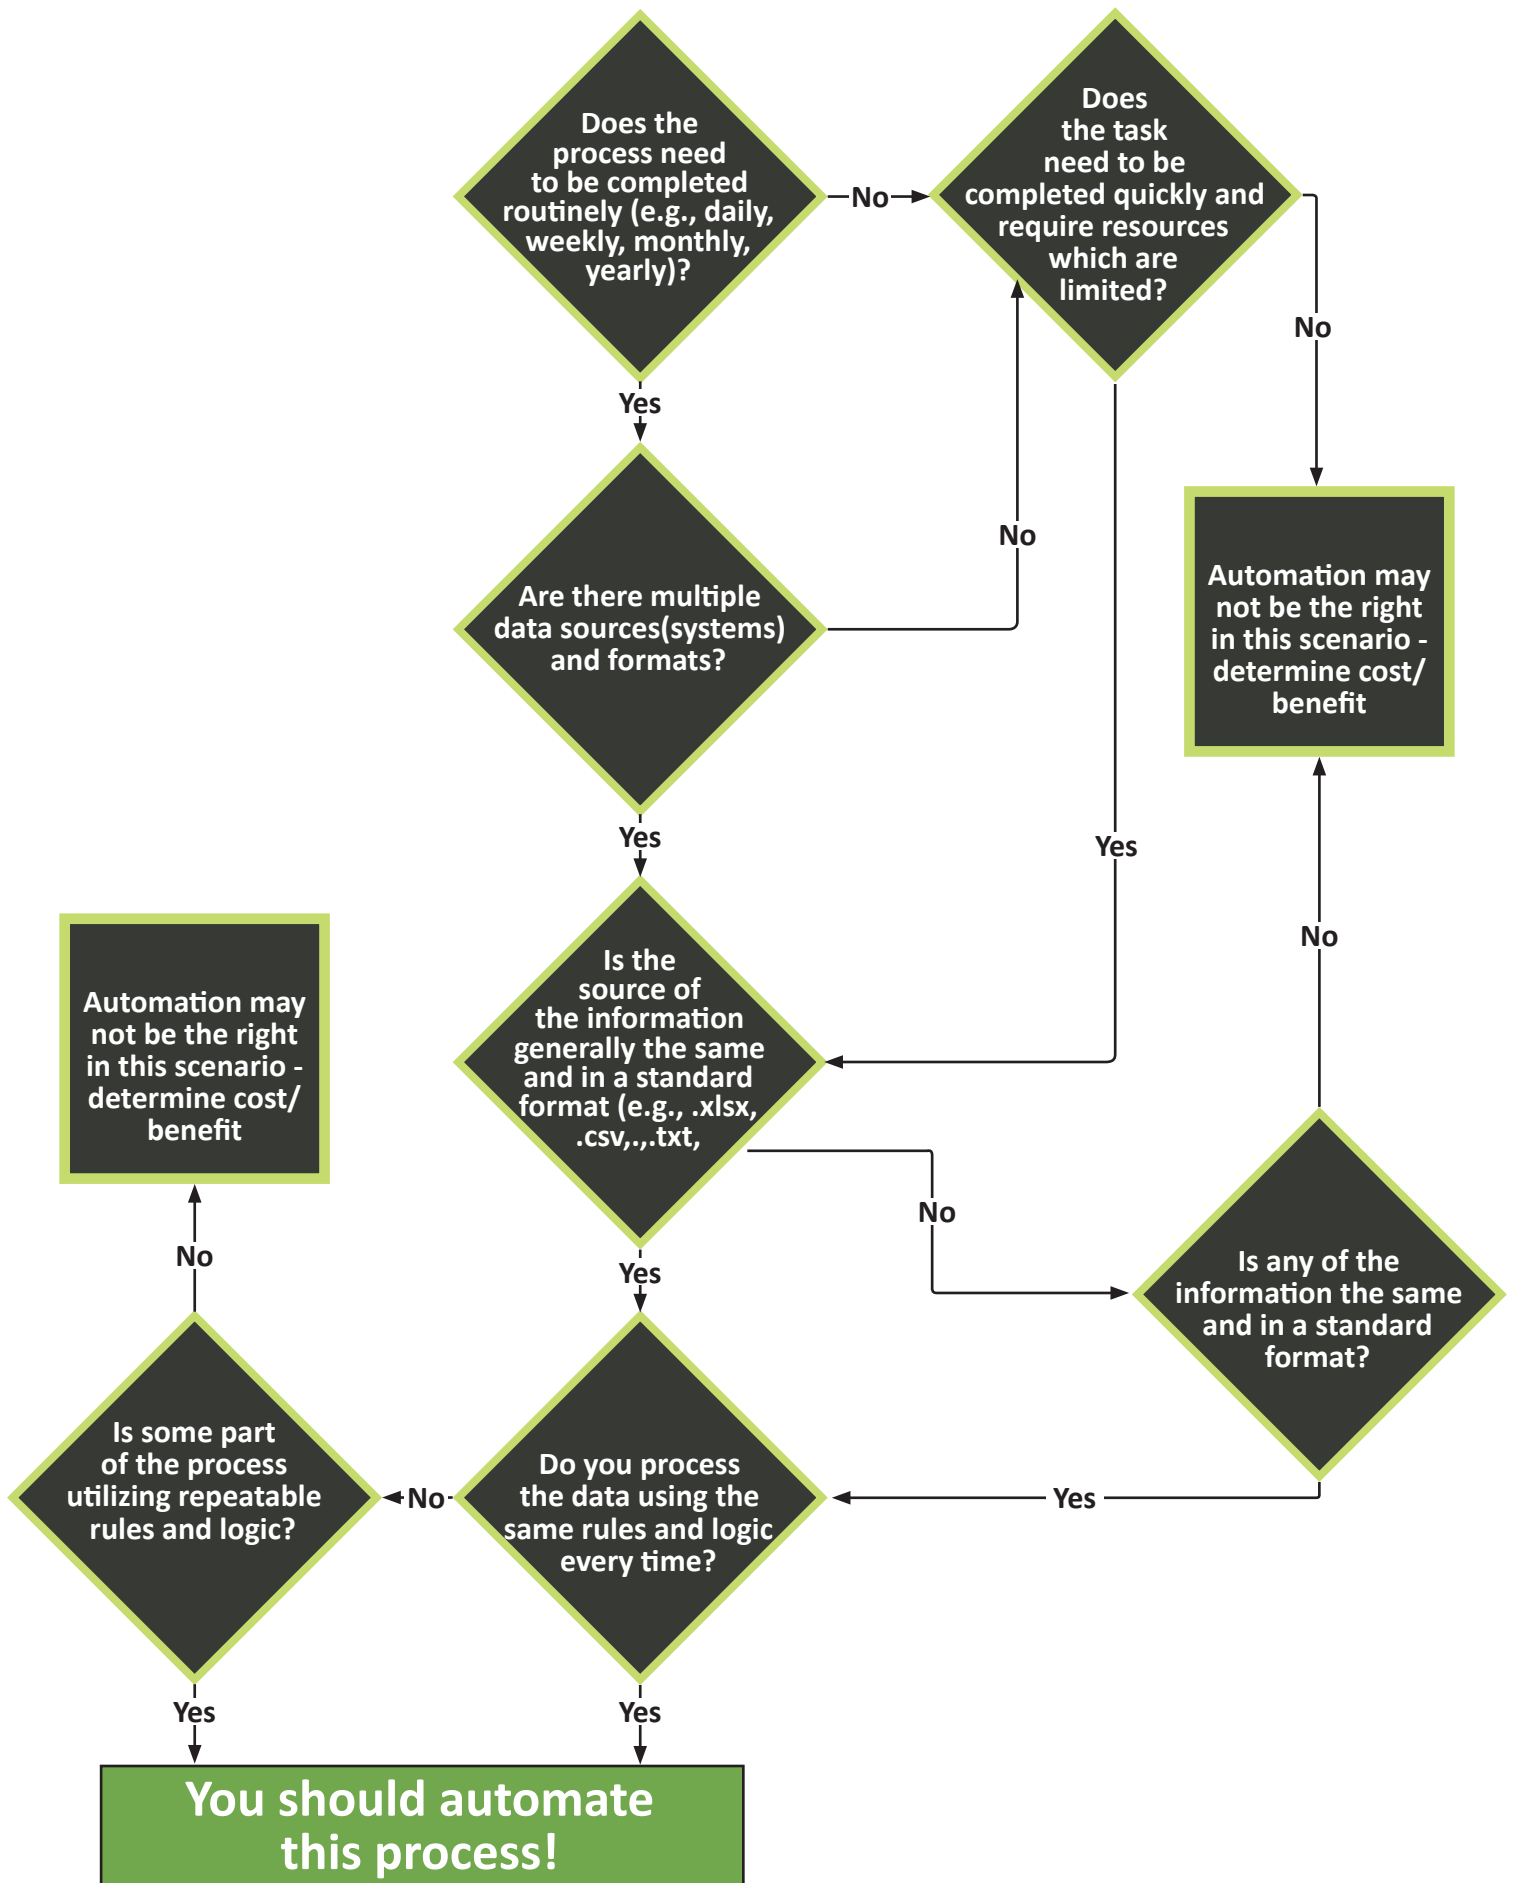 Does the
process need
to be completed
routinely (e.g., daily,
weekly, monthly,
yearly)?
No
Does
the task
need to be
completed quickly and
require resources
which are
limited?
No
Yes
Are there multiple
data sources(systems)
and formats?
No
Automation may
not be the right
in this scenario -
determine cost/
benefit
Yes
Yes
Is the
source of
the information
generally the same
and in a standard
format (e.g., .xlsx,
.csv,.,.txt,
No
Automation may
not be the right
in this scenario -
determine cost/
benefit
No
No
Yes
Is any of the
information the same
and in a standard
format?
Is some part
of the process
utilizing repeatable
rules and logic?
No
Do you process
the data using the
same rules and logic
every time?
Yes
Yes
Yes
You should automate
this process!